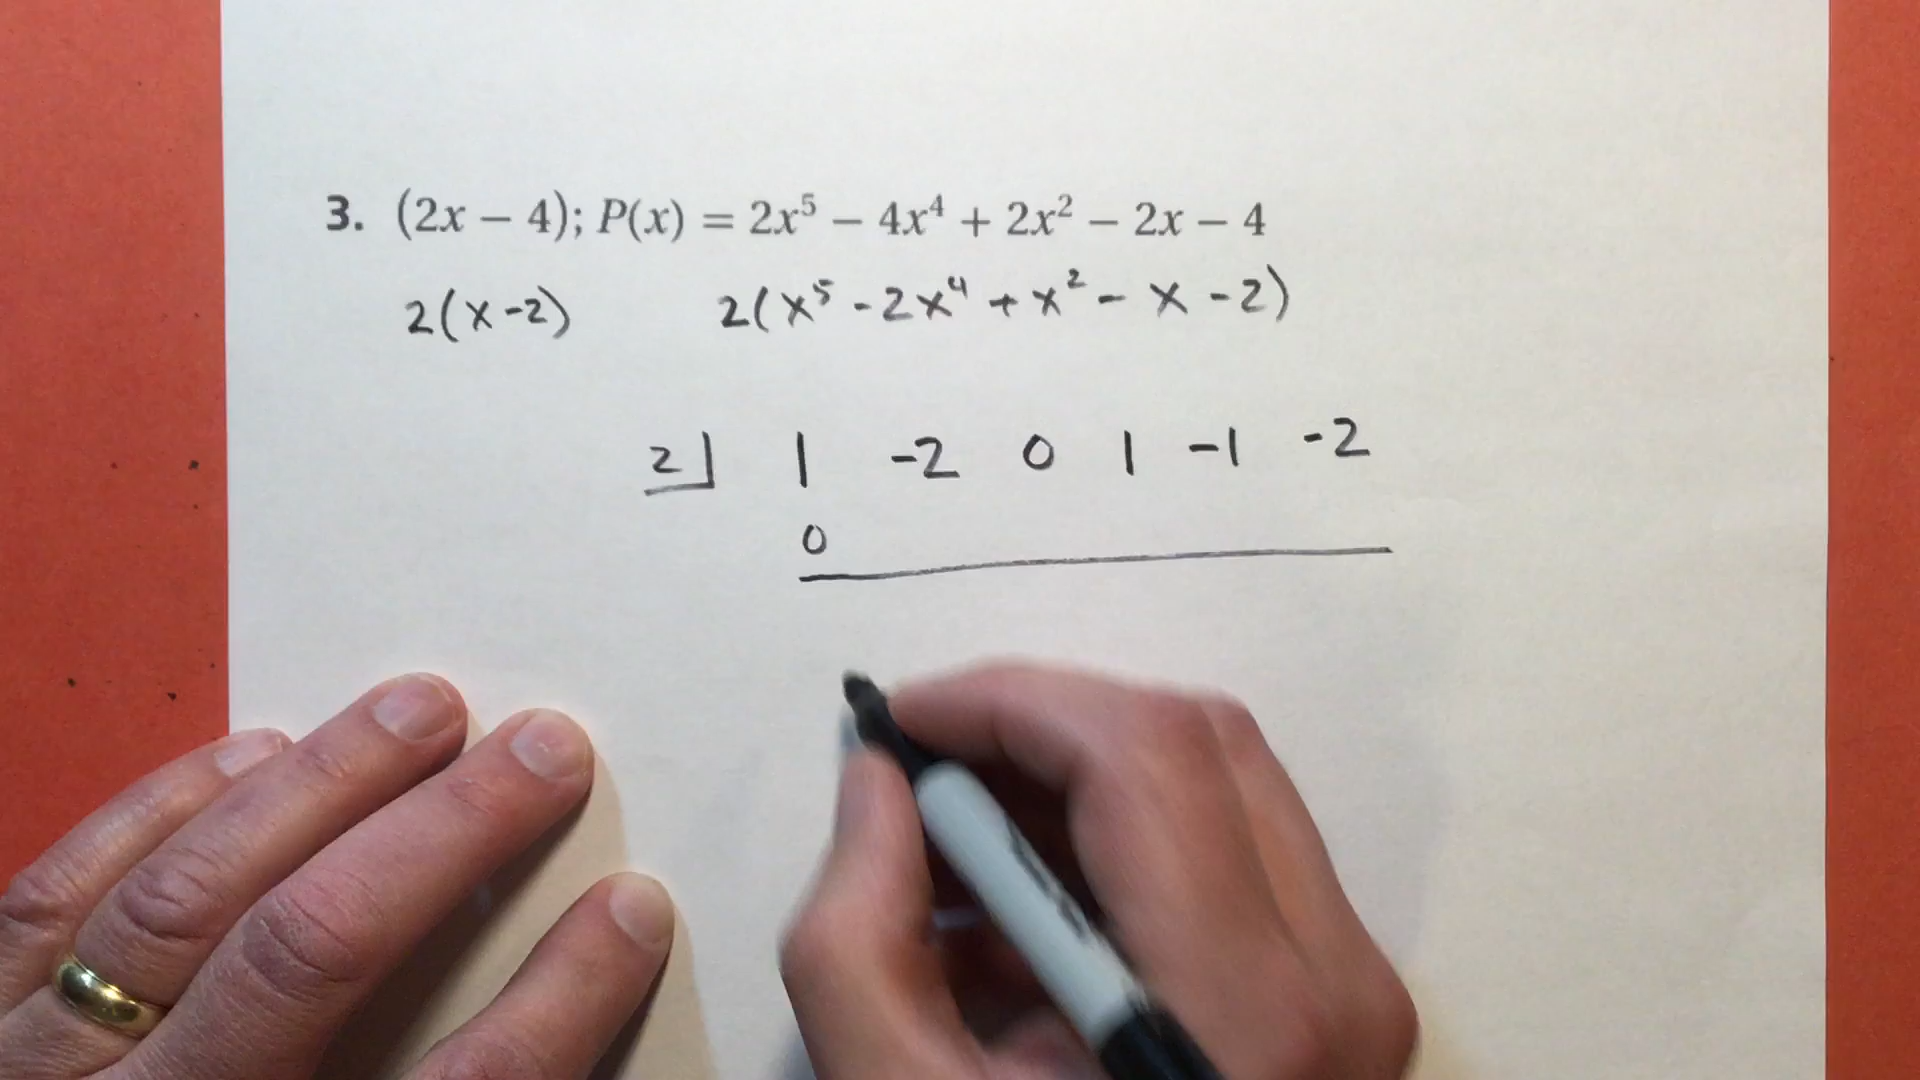 3. (2x – 4); P(x) = 2x⁵ – 4x⁴ + 2x² – 2x – 4
2(x-2) 2(x⁵ -2x⁴ + x² - x -2)
2| 1 -2 0 1 -1 -2
0